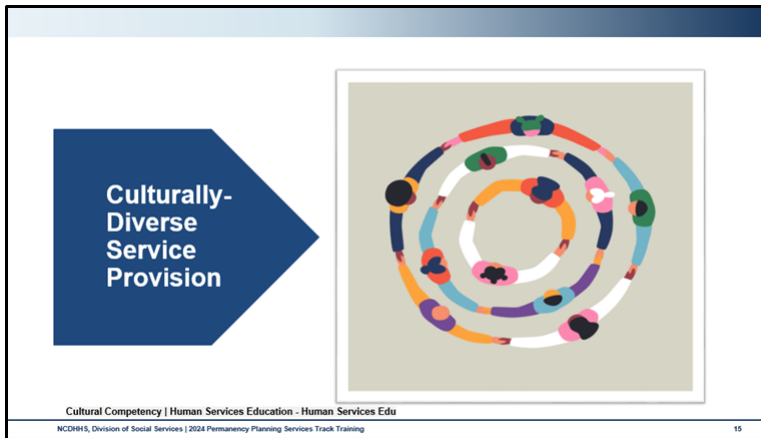 Culturally-
Diverse
Service
Provision
Cultural Competency | Human Services Education - Human Services Edu
NCDHHS, Division of Social Services | 2024 Permanency Planning Services Track Training
15